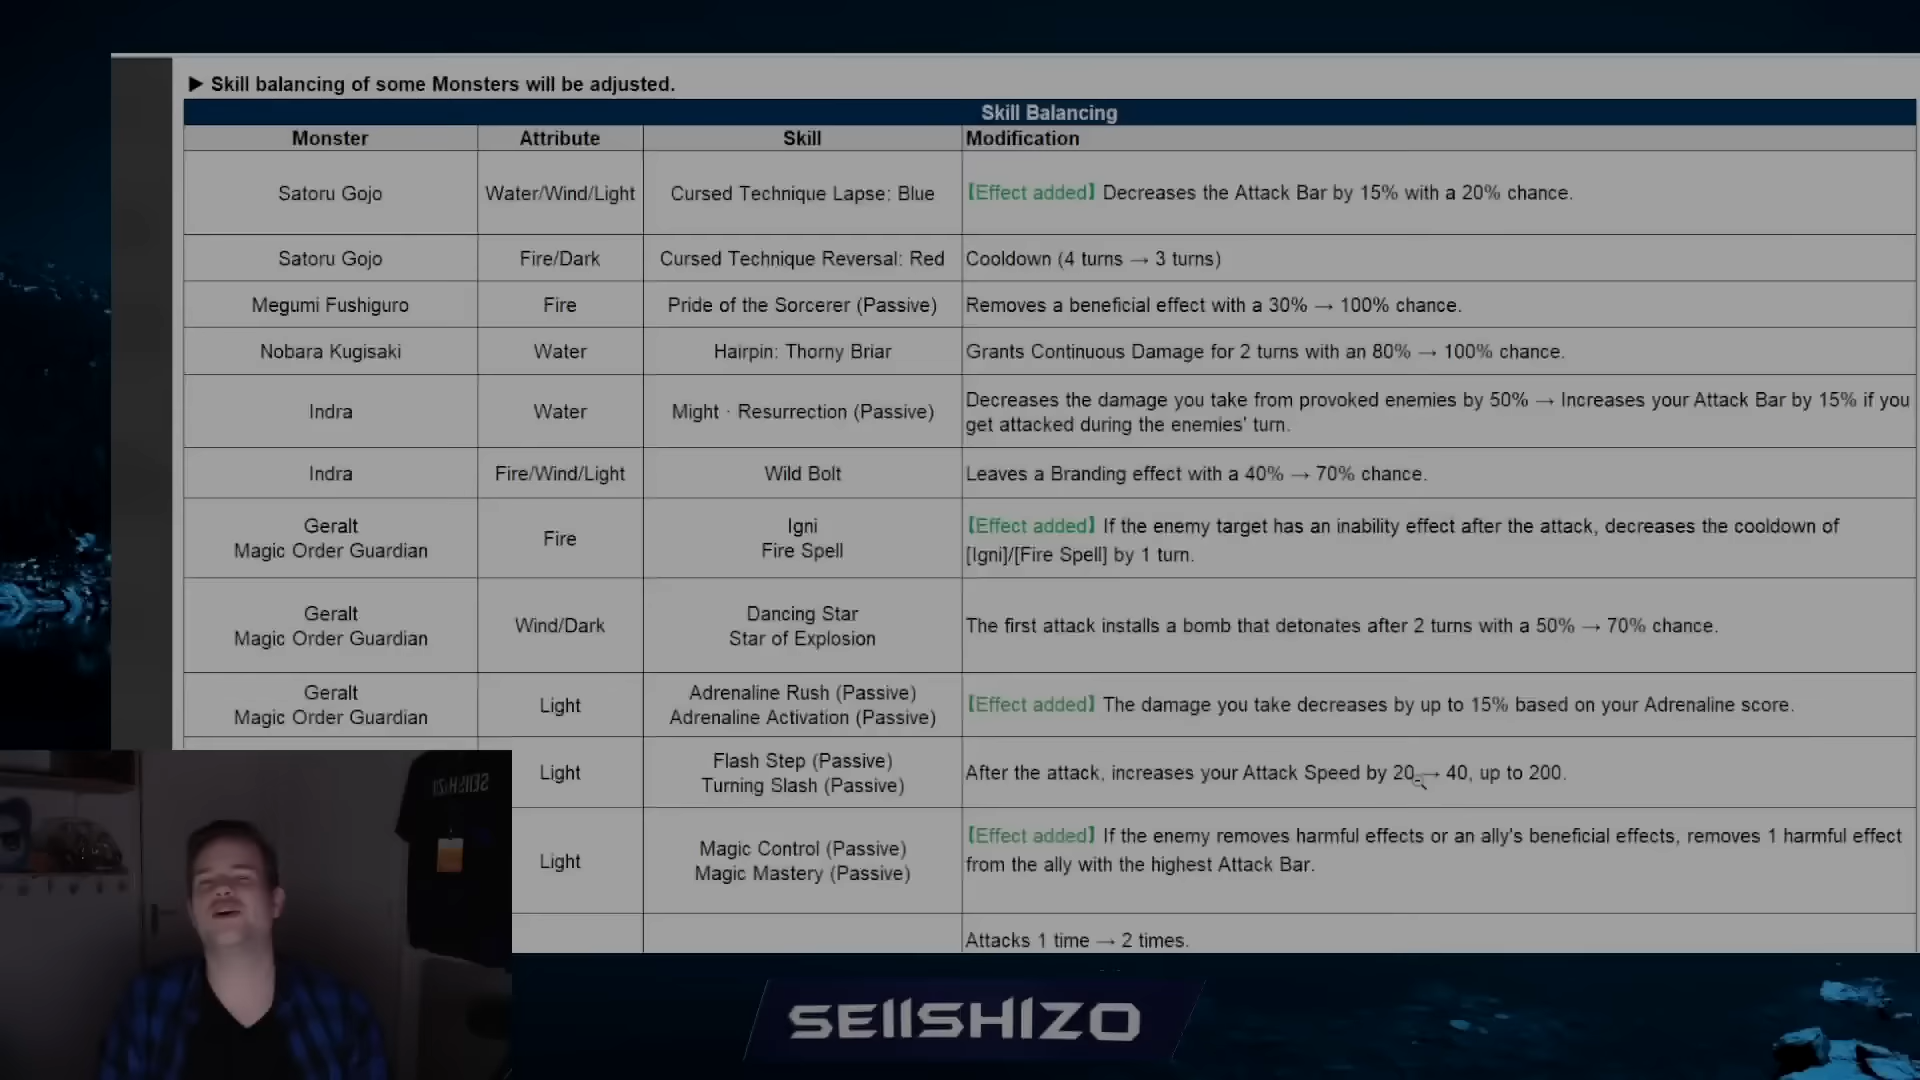 ▶ Skill balancing of some Monsters will be adjusted.
Skill Balancing
Monster Attribute Skill Modification
Satoru Gojo Water/Wind/Light Cursed Technique Lapse: Blue [Effect added] Decreases the Attack Bar by 15% with a 20% chance.
Satoru Gojo Fire/Dark Cursed Technique Reversal: Red Cooldown (4 turns → 3 turns)
Megumi Fushiguro Fire Pride of the Sorcerer (Passive) Removes a beneficial effect with a 30% → 100% chance.
Nobara Kugisaki Water Hairpin: Thorny Briar Grants Continuous Damage for 2 turns with an 80% → 100% chance.
Indra Water Might · Resurrection (Passive) Decreases the damage you take from provoked enemies by 50% → Increases your Attack Bar by 15% if you
get attacked during the enemies' turn.
Indra Fire/Wind/Light Wild Bolt Leaves a Branding effect with a 40% → 70% chance.
Geralt
Magic Order Guardian
Fire
Igni
Fire Spell
[Effect added] If the enemy target has an inability effect after the attack, decreases the cooldown of
[Igni]/[Fire Spell] by 1 turn.
Geralt
Magic Order Guardian
Wind/Dark
Dancing Star
Star of Explosion
The first attack installs a bomb that detonates after 2 turns with a 50% → 70% chance.
Geralt
Magic Order Guardian
Light
Adrenaline Rush (Passive)
Adrenaline Activation (Passive)
[Effect added] The damage you take decreases by up to 15% based on your Adrenaline score.
Light
Flash Step (Passive)
Turning Slash (Passive)
After the attack, increases your Attack Speed by 20 → 40, up to 200.
Light
Magic Control (Passive)
Magic Mastery (Passive)
[Effect added] If the enemy removes harmful effects or an ally's beneficial effects, removes 1 harmful effect
from the ally with the highest Attack Bar.
Attacks 1 time → 2 times.
SEIISHIZO
SEIISHIZO